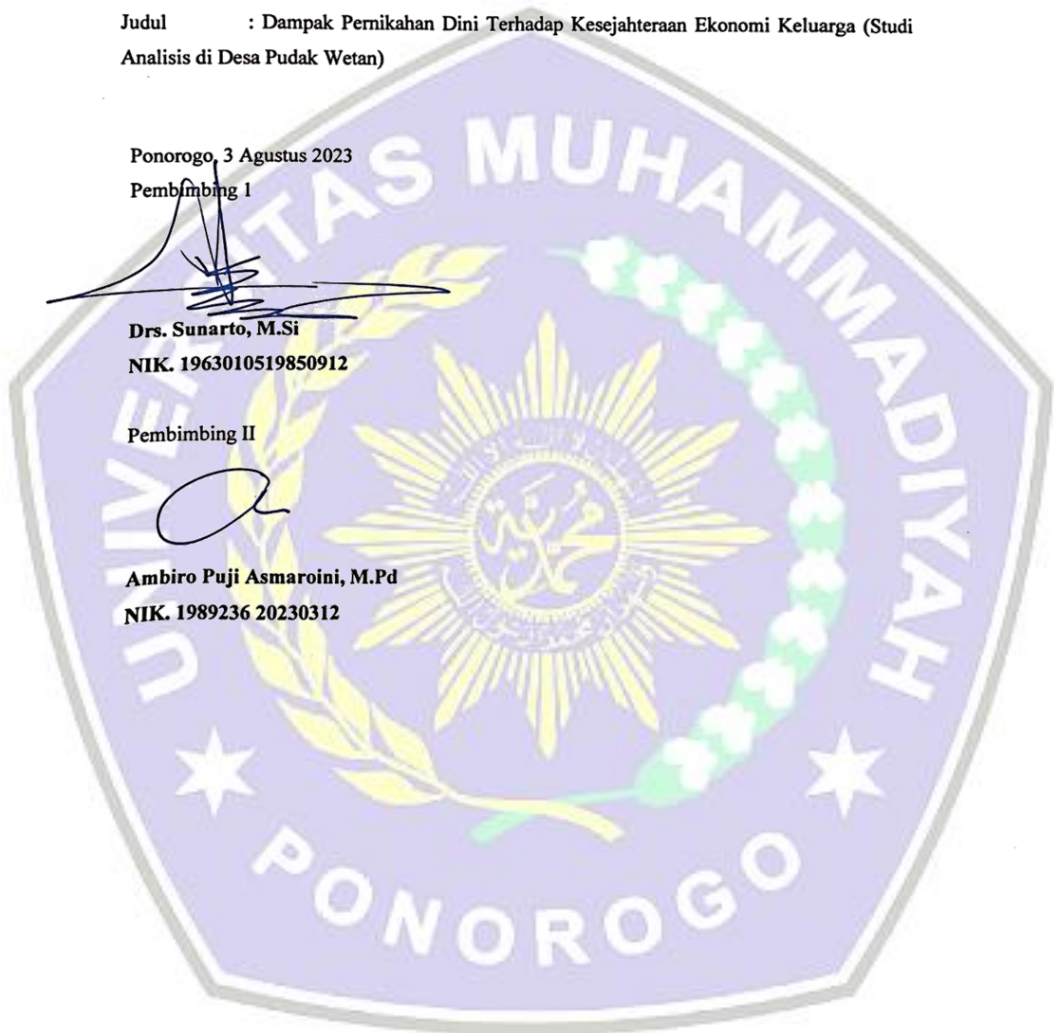 Judul : Dampak Pernikahan Dini Terhadap Kesejahteraan Ekonomi Keluarga (Studi
Analisis di Desa Pudak Wetan)
Ponorogo, 3 Agustus 2023
Pembimbing 1
Drs. Sunarto, M.Si
NIK. 1963010519850912
Pembimbing II
Ambiro Puji Asmaroini, M.Pd
NIK. 1989236 20230312
UNIVERSITAS MUHAMMADIYAH
PONOROGO